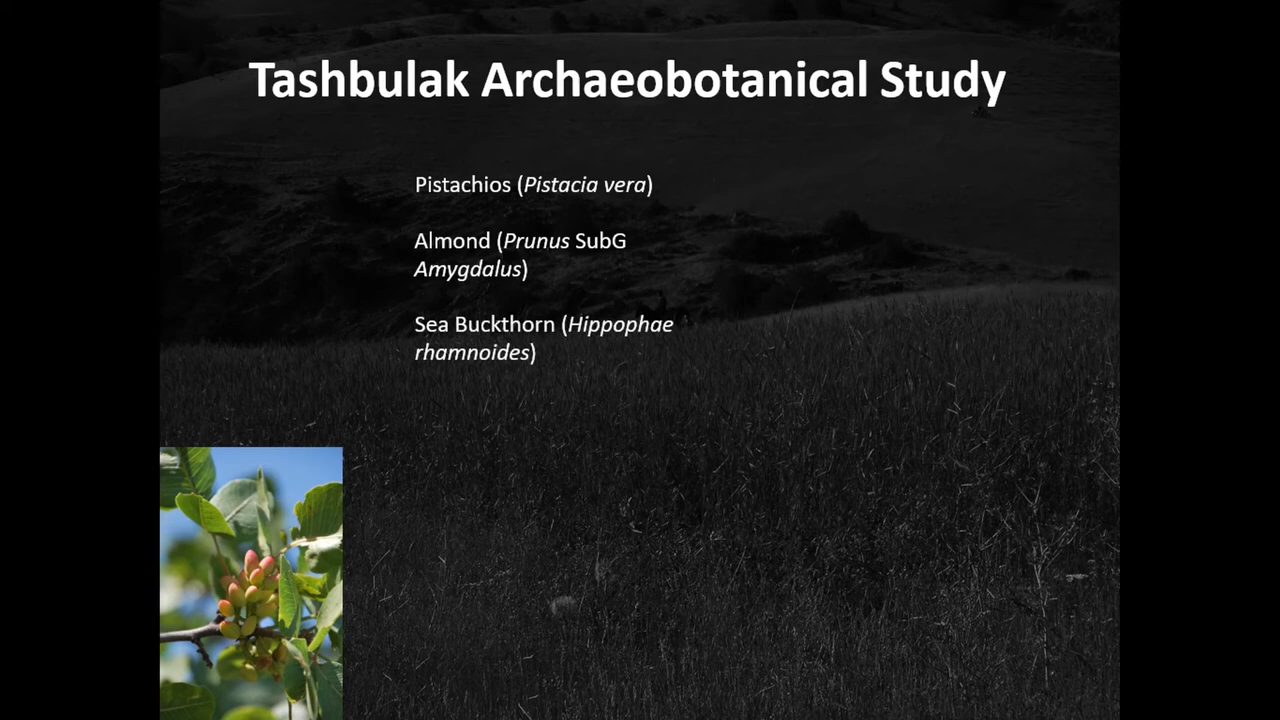 Tashbulak Archaeobotanical Study
Pistachios (Pistacia vera)
Almond (Prunus SubG
Amygdalus)
Sea Buckthorn (Hippophae
rhamnoides)